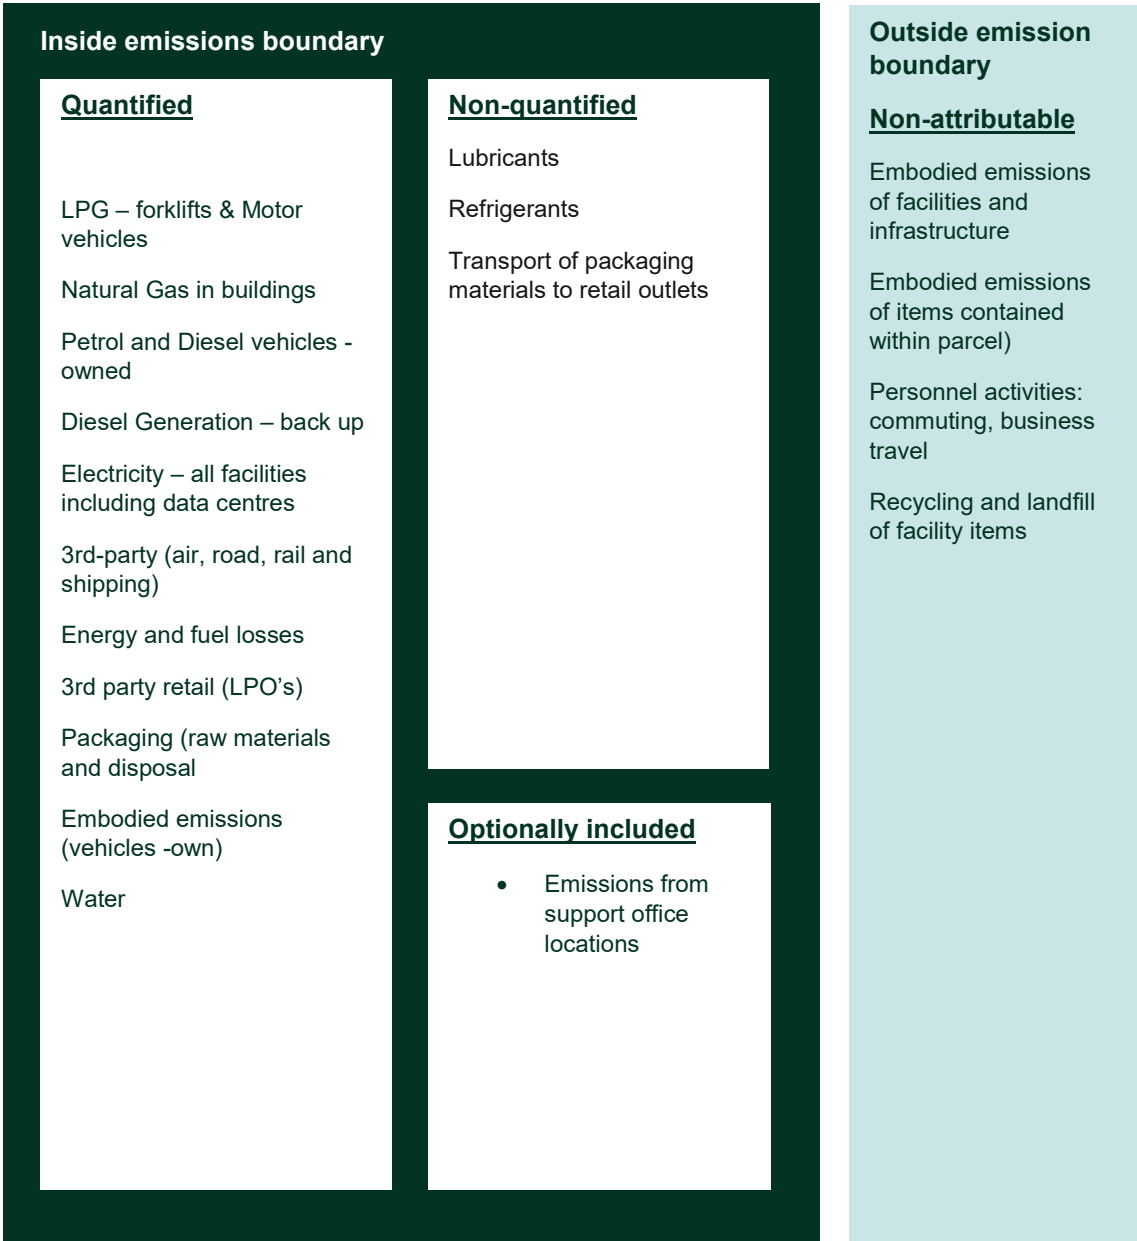 Inside emissions boundary
Quantified
LPG – forklifts & Motor
vehicles
Natural Gas in buildings
Petrol and Diesel vehicles -
owned
Diesel Generation – back up
Electricity – all facilities
including data centres
3rd-party (air, road, rail and
shipping)
Energy and fuel losses
3rd party retail (LPO’s)
Packaging (raw materials
and disposal
Embodied emissions
(vehicles -own)
Water
Non-quantified
Lubricants
Refrigerants
Transport of packaging
materials to retail outlets
Optionally included
• Emissions from
support office
locations
Outside emission
boundary
Non-attributable
Embodied emissions
of facilities and
infrastructure
Embodied emissions
of items contained
within parcel)
Personnel activities:
commuting, business
travel
Recycling and landfill
of facility items